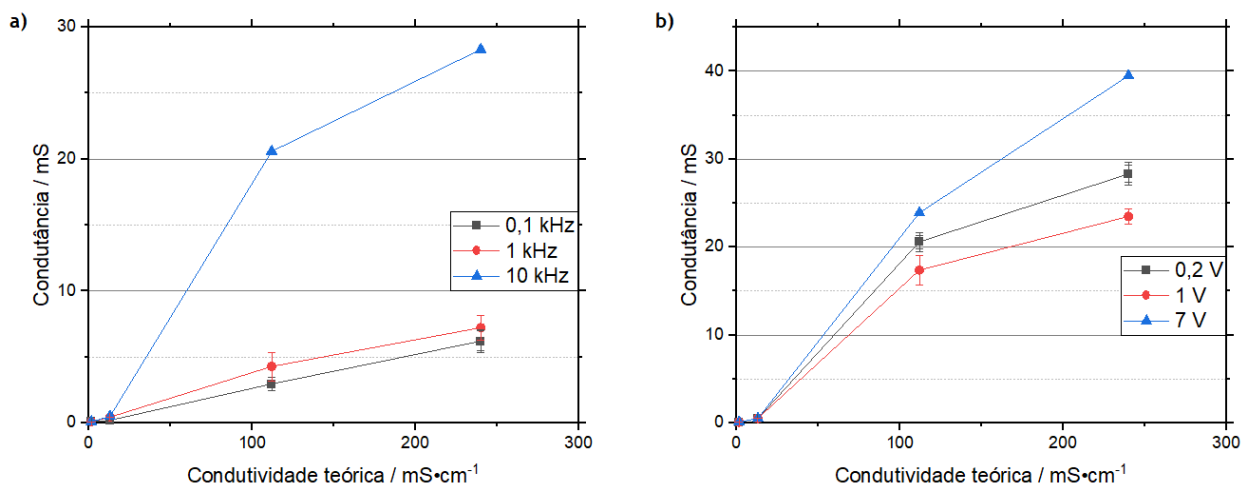 a)
30
20
10
0
0
100
200
300
Condutância / mS
Condutividade teórica / mS•cm⁻¹
0,1 kHz
1 kHz
10 kHz
b)
40
30
20
10
0
0
100
200
300
Condutância / mS
Condutividade teórica / mS•cm⁻¹
0,2 V
1 V
7 V